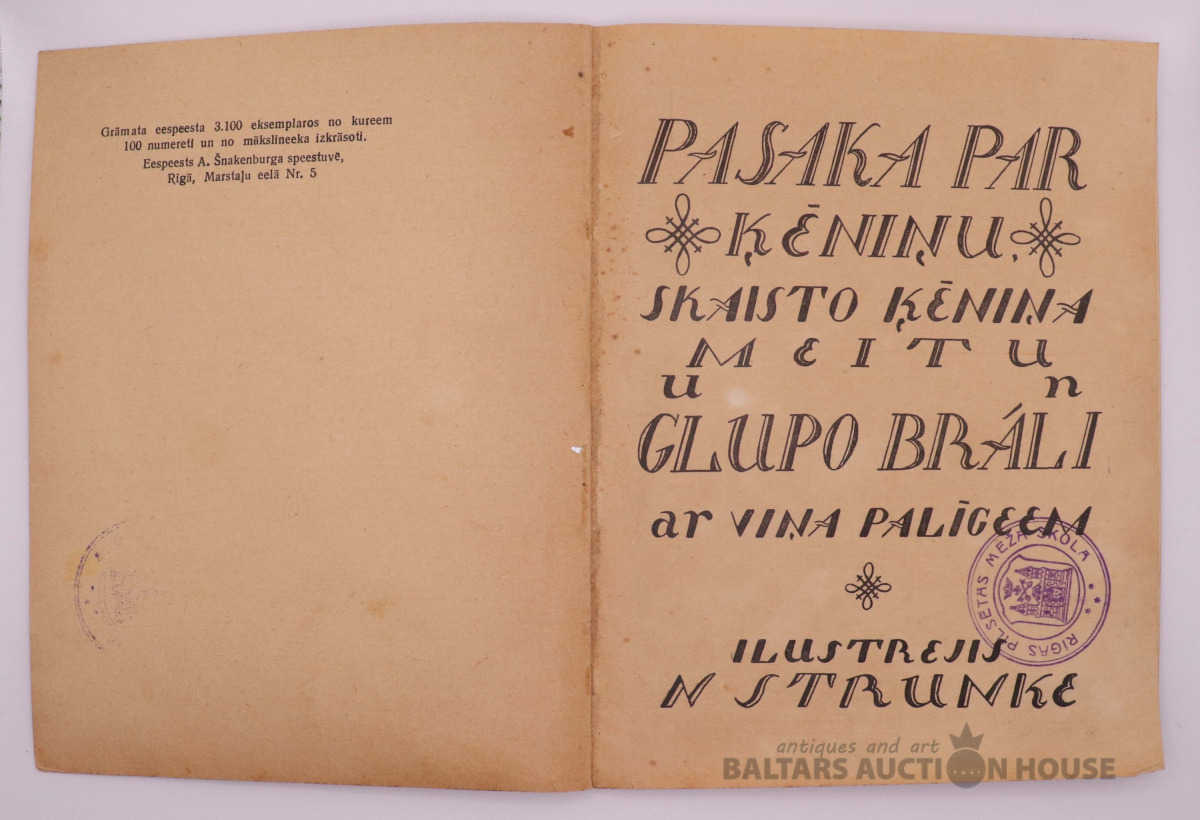 Grāmata eespeesta 3.100 eksemplaros no kureem
100 numereti un no mākslineeka izkrāsoti.
Eespeests A. Šnakenburga speestuvē,
Rigā, Marstaļu eelā Nr. 5
PASAKA PAR
ĶĒNIŅU,
SKAISTO ĶĒNIŅA
MEITU
un
GLUPO BRÁLI
ar VIŅA PALĪGEEM
RIGAS PILSĒTAS MEŽA SKOLA
ILUSTREJIS
N STRUNKE
antiques and art
BALTARS AUCTION HOUSE